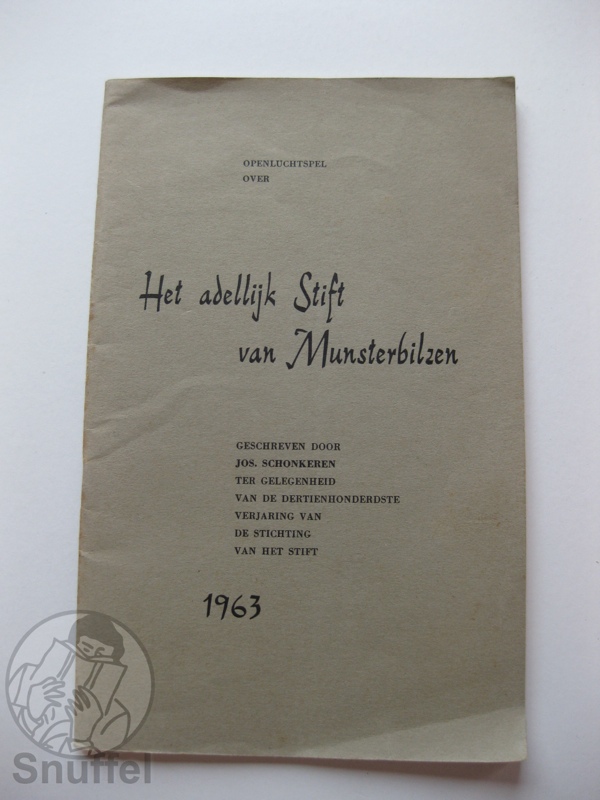 OPENLUCHTSPEL
OVER
Het adellijk Stift
van Munsterbilzen
GESCHREVEN DOOR
JOS. SCHONKEREN
TER GELEGENHEID
VAN DE DERTIENHONDERDSTE
VERJARING VAN
DE STICHTING
VAN HET STIFT
1963
Snuffel